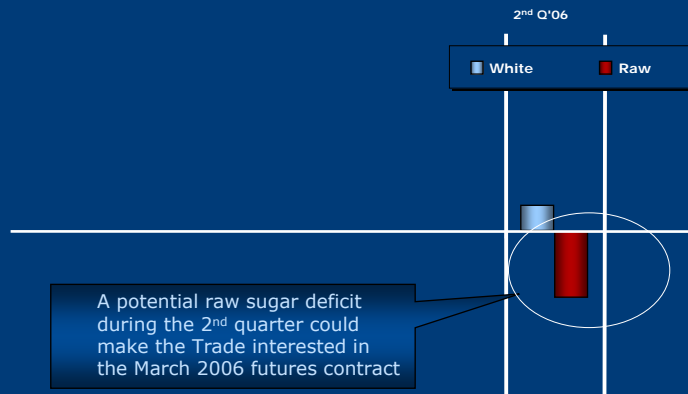 2nd Q'06
White
Raw
A potential raw sugar deficit
during the 2nd quarter could
make the Trade interested in
the March 2006 futures contract